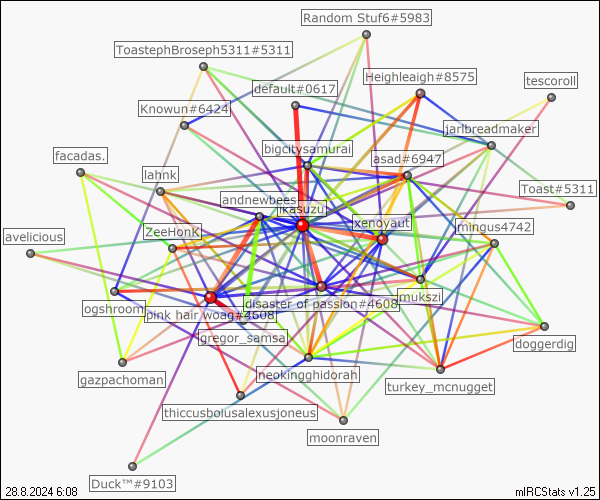 Random Stuf6#5983
ToastephBroseph5311#5311
Heighleaigh#8575
tescoroll
default#0617
Knowun#6424
jarlbreadmaker
bigcitysamurai
facadas.
asad#6947
lahnk
Toast#5311
andnewbees
likasuzu
xenoyaut
mingus4742
ZeeHonK
avelicious
mukszi
disaster of passion#4608
ogshroom
pink hair woag#4608
gregor_samsa
doggerdig
neokingghidorah
gazpachoman
turkey_mcnugget
thiccusboiusalexusjoneus
moonraven
Duck™#9103
28.8.2024 6:08
mIRCStats v1.25